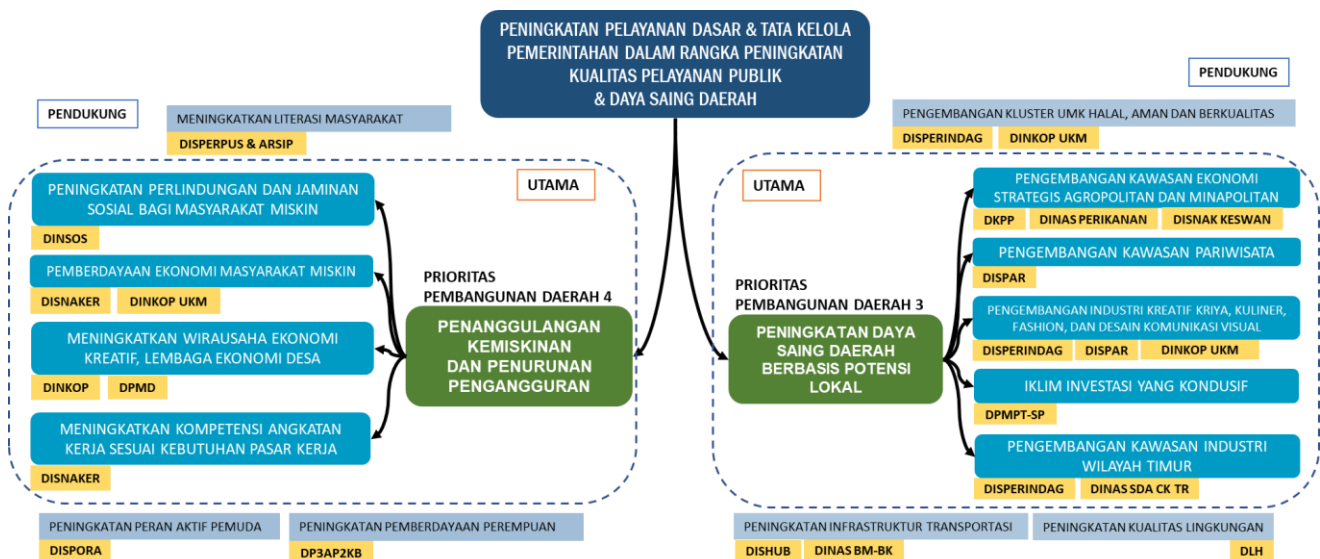 PENINGKATAN PELAYANAN DASAR & TATA KELOLA
PEMERINTAHAN DALAM RANGKA PENINGKATAN
KUALITAS PELAYANAN PUBLIK
& DAYA SAING DAERAH
PENDUKUNG
MENINGKATKAN LITERASI MASYARAKAT
DISPERPUS & ARSIP
UTAMA
PENINGKATAN PERLINDUNGAN DAN JAMINAN
SOSIAL BAGI MASYARAKAT MISKIN
DINSOS
PEMBERDAYAAN EKONOMI MASYARAKAT MISKIN
DISNAKER
DINKOP UKM
MENINGKATKAN WIRAUSAHA EKONOMI
KREATIF, LEMBAGA EKONOMI DESA
DINKOP
DPMD
MENINGKATKAN KOMPETENSI ANGKATAN
KERJA SESUAI KEBUTUHAN PASAR KERJA
DISNAKER
PRIORITAS
PEMBANGUNAN DAERAH 4
PENANGGULANGAN
KEMISKINAN
DAN PENURUNAN
PENGANGGURAN
PENINGKATAN PERAN AKTIF PEMUDA
DISPORA
PENINGKATAN PEMBERDAYAAN PEREMPUAN
DP3AP2KB
PENDUKUNG
PENGEMBANGAN KLUSTER UMK HALAL, AMAN DAN BERKUALITAS
DISPERINDAG
DINKOP UKM
UTAMA
PRIORITAS
PEMBANGUNAN DAERAH 3
PENINGKATAN DAYA
SAING DAERAH
BERBASIS POTENSI
LOKAL
PENGEMBANGAN KAWASAN EKONOMI
STRATEGIS AGROPOLITAN DAN MINAPOLITAN
DKPP
DINAS PERIKANAN
DISNAK KESWAN
PENGEMBANGAN KAWASAN PARIWISATA
DISPAR
PENGEMBANGAN INDUSTRI KREATIF KRIYA, KULINER,
FASHION, DAN DESAIN KOMUNIKASI VISUAL
DISPERINDAG
DISPAR
DINKOP UKM
IKLIM INVESTASI YANG KONDUSIF
DPMPT-SP
PENGEMBANGAN KAWASAN INDUSTRI
WILAYAH TIMUR
DISPERINDAG
DINAS SDA CK TR
PENINGKATAN INFRASTRUKTUR TRANSPORTASI
DISHUB
DINAS BM-BK
PENINGKATAN KUALITAS LINGKUNGAN
DLH